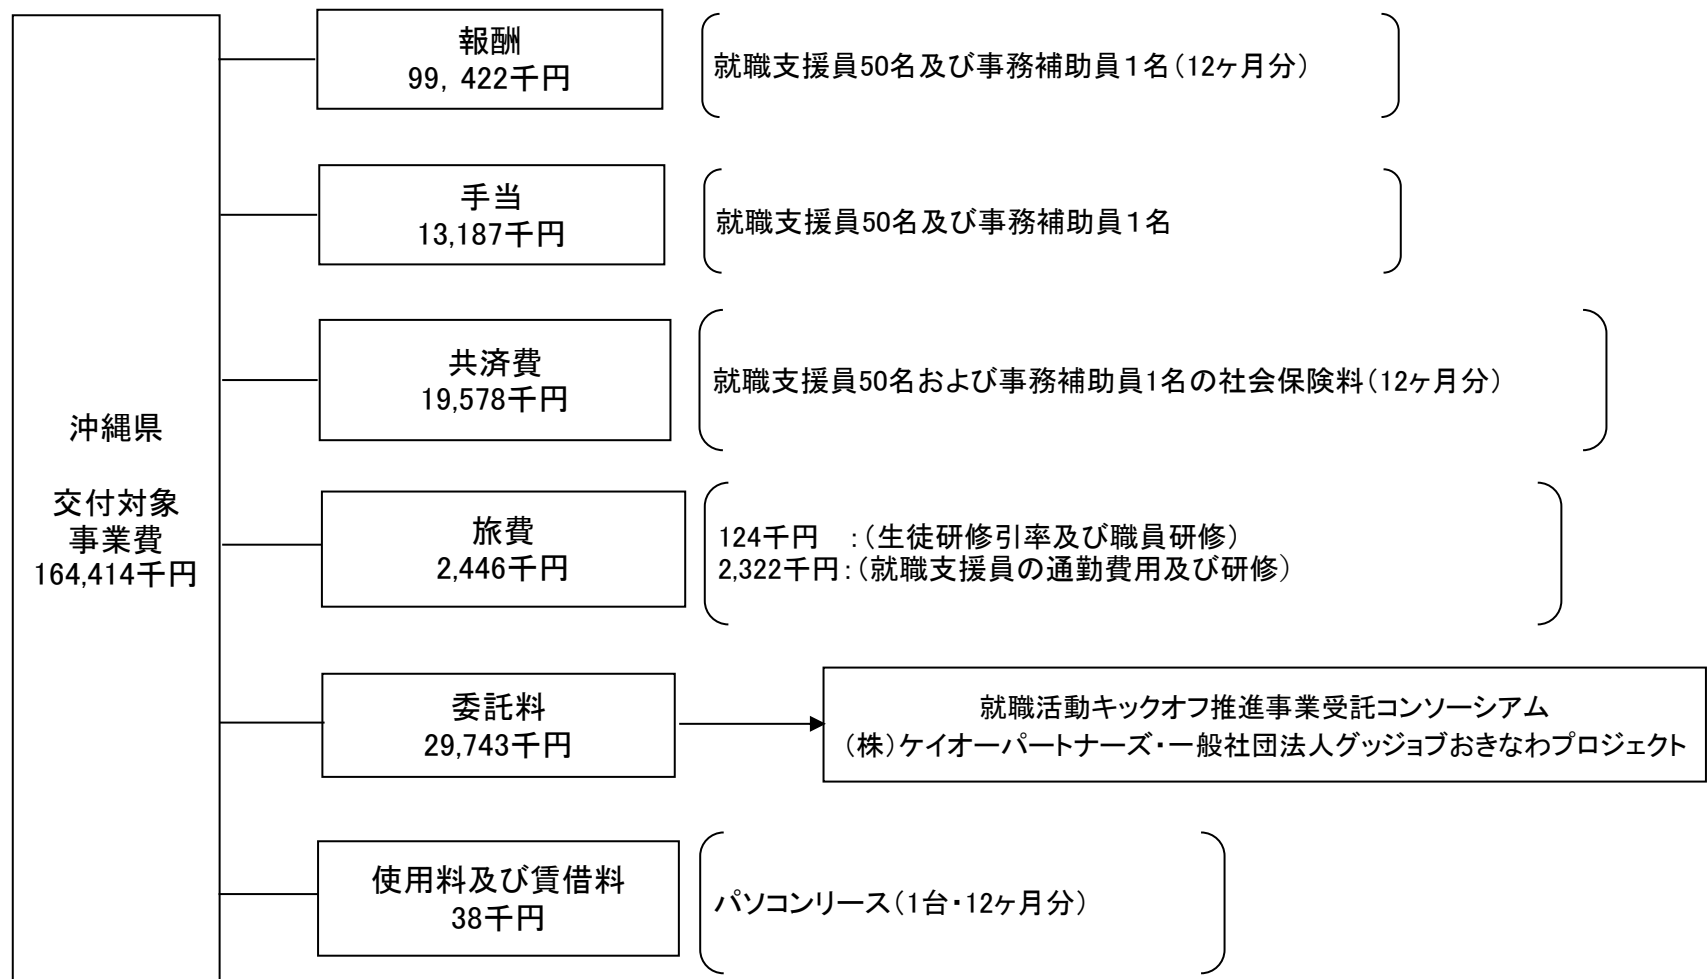 沖縄県
交付対象
事業費
164,414千円
報酬
99，422千円
就職支援員50名及び事務補助員１名（12ヶ月分）
手当
13,187千円
就職支援員50名及び事務補助員１名
共済費
19,578千円
就職支援員50名および事務補助員1名の社会保険料（12ヶ月分）
旅費
2,446千円
124千円　：（生徒研修引率及び職員研修）
2,322千円：（就職支援員の通勤費用及び研修）
委託料
29,743千円
就職活動キックオフ推進事業受託コンソーシアム
（株）ケイオーパートナーズ・一般社団法人グッジョブおきなわプロジェクト
使用料及び賃借料
38千円
パソコンリース（1台・12ヶ月分）